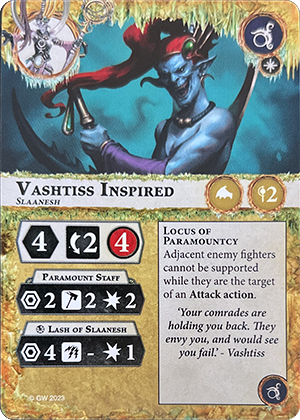 VASHTISS INSPIRED
SLAANESH
2
4 2 4
PARAMOUNT STAFF
2 2 2
LASH OF SLAANESH
4 - 1
LOCUS OF
PARAMOUNTCY
Adjacent enemy fighters
cannot be supported
while they are the target
of an Attack action.
'Your comrades are
holding you back. They
envy you, and would see
you fail.' - Vashtiss
© GW 2023